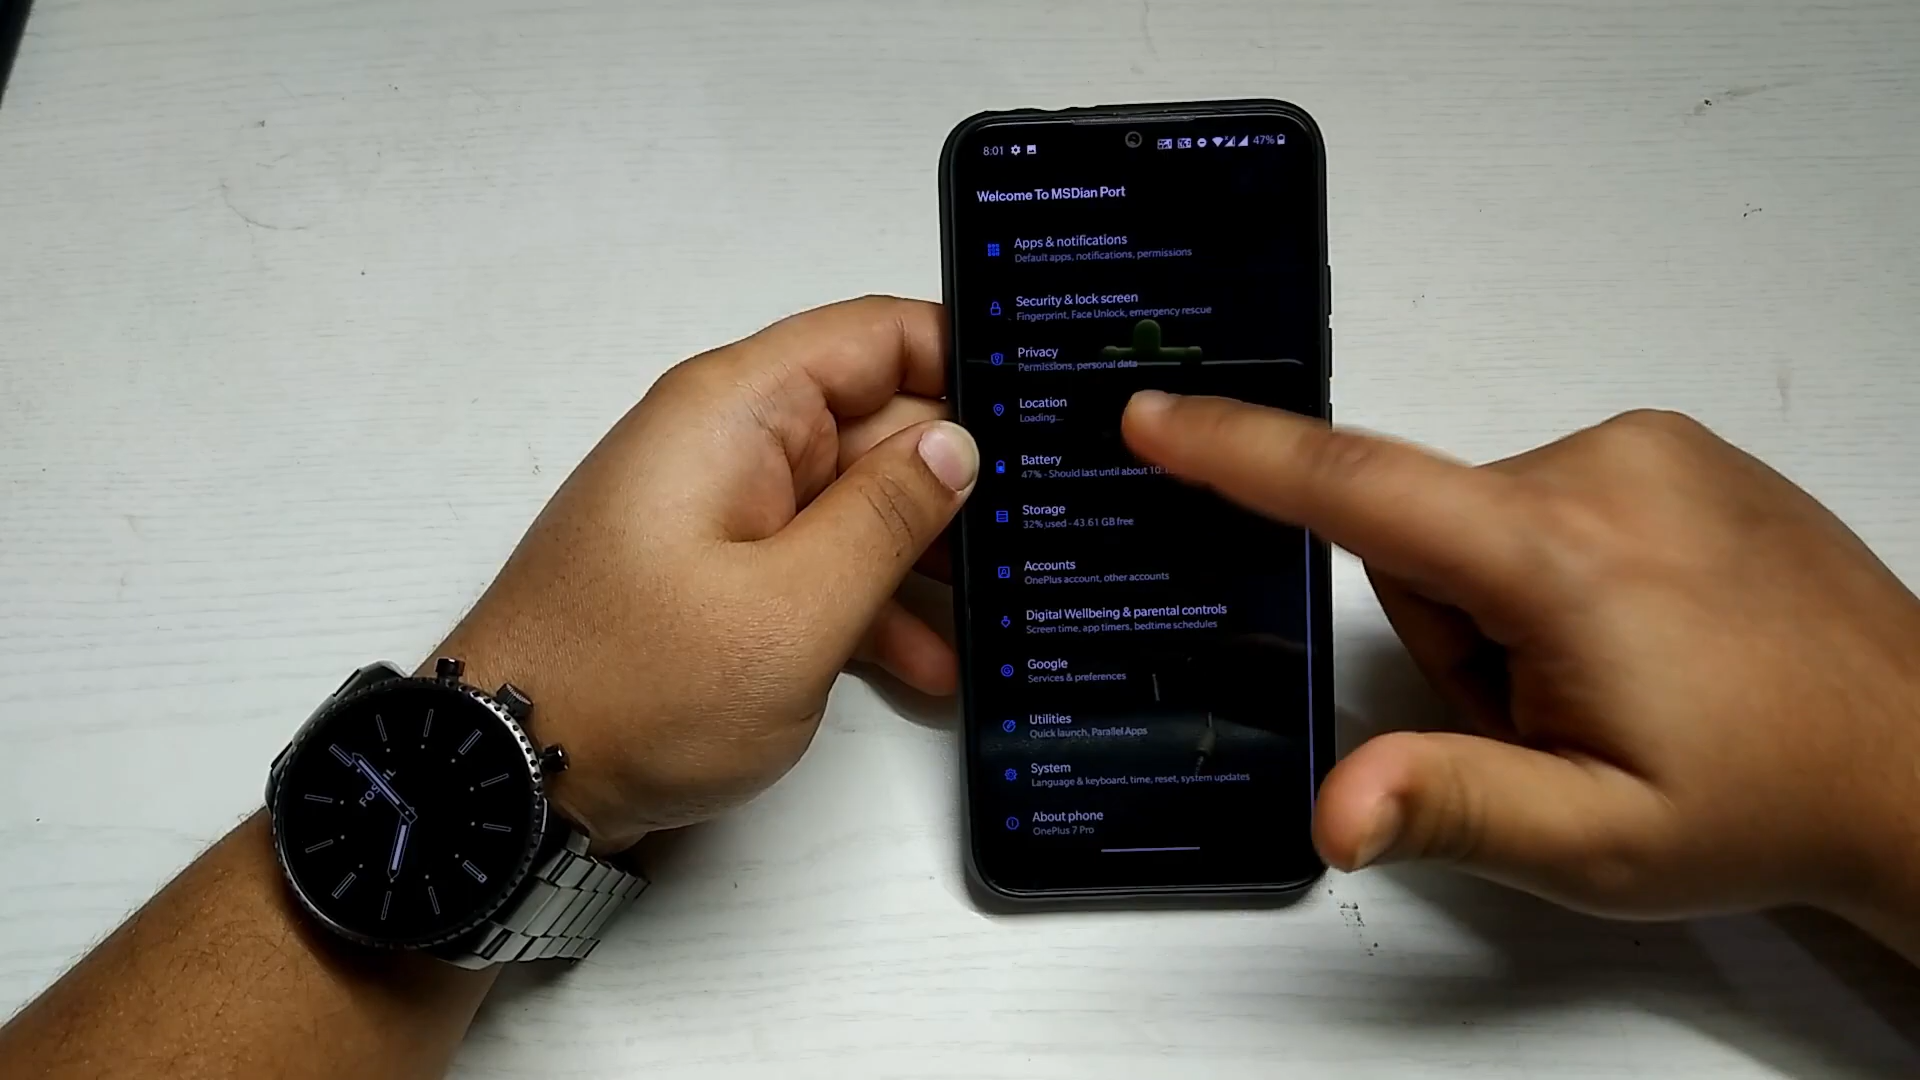 8:01
47%
Welcome To MSDian Port
Apps & notifications
Default apps, notifications, permissions
Security & lock screen
Fingerprint, Face Unlock, emergency rescue
Privacy
Permissions, personal data
Location
Loading...
Battery
47% - Should last until about 10:
Storage
32% used - 43.61 GB free
Accounts
OnePlus account, other accounts
Digital Wellbeing & parental controls
Screen time, app timers, bedtime schedules
Google
Services & preferences
Utilities
Quick launch, Parallel Apps
System
Language & keyboard, time, reset, system updates
About phone
OnePlus 7 Pro